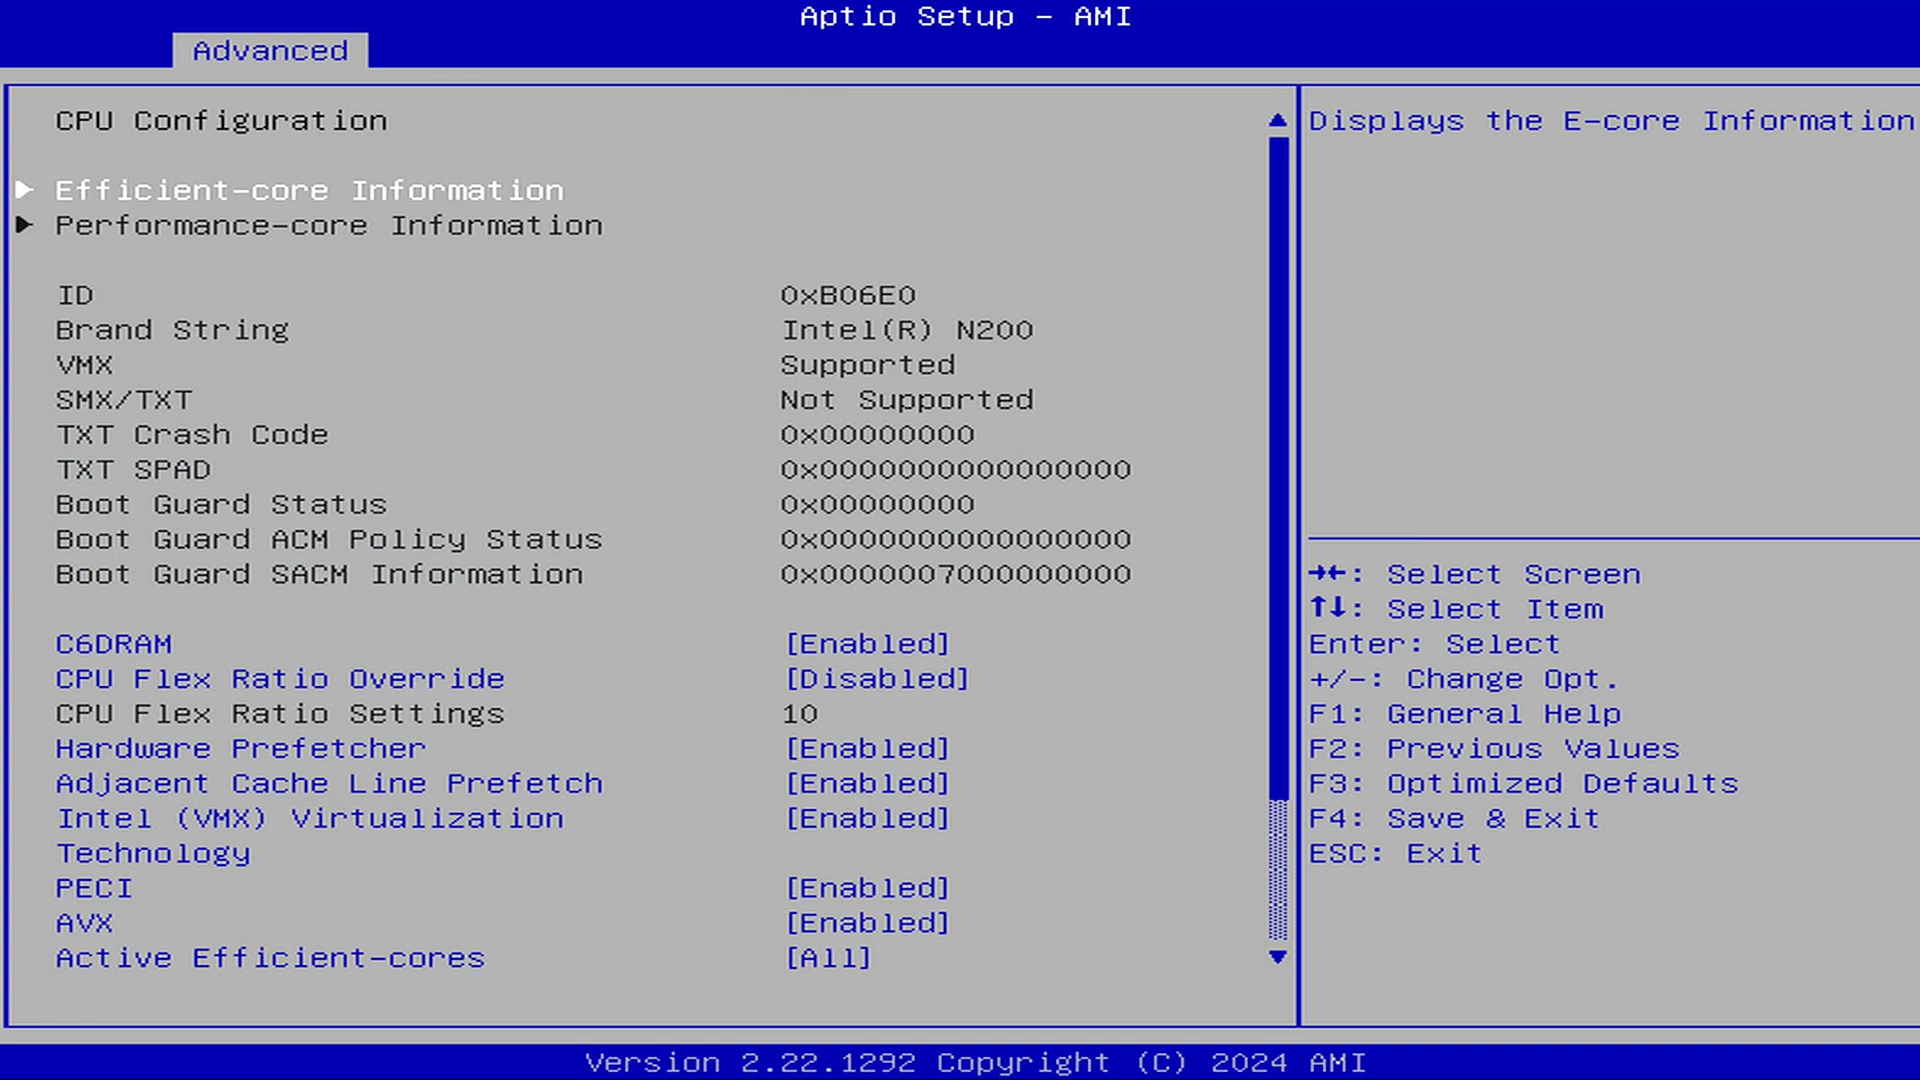 Aptio Setup – AMI
Advanced
CPU Configuration
Efficient-core Information
Performance-core Information
ID 0xB06E0
Brand String Intel(R) N200
VMX Supported
SMX/TXT Not Supported
TXT Crash Code 0x00000000
TXT SPAD 0x0000000000000000
Boot Guard Status 0x00000000
Boot Guard ACM Policy Status 0x0000000000000000
Boot Guard SACM Information 0x0000007000000000
C6DRAM [Enabled]
CPU Flex Ratio Override [Disabled]
CPU Flex Ratio Settings 10
Hardware Prefetcher [Enabled]
Adjacent Cache Line Prefetch [Enabled]
Intel (VMX) Virtualization [Enabled]
Technology
PECI [Enabled]
AVX [Enabled]
Active Efficient-cores [All]
Displays the E-core Information
→←: Select Screen
↑↓: Select Item
Enter: Select
+/-: Change Opt.
F1: General Help
F2: Previous Values
F3: Optimized Defaults
F4: Save & Exit
ESC: Exit
Version 2.22.1292 Copyright (C) 2024 AMI